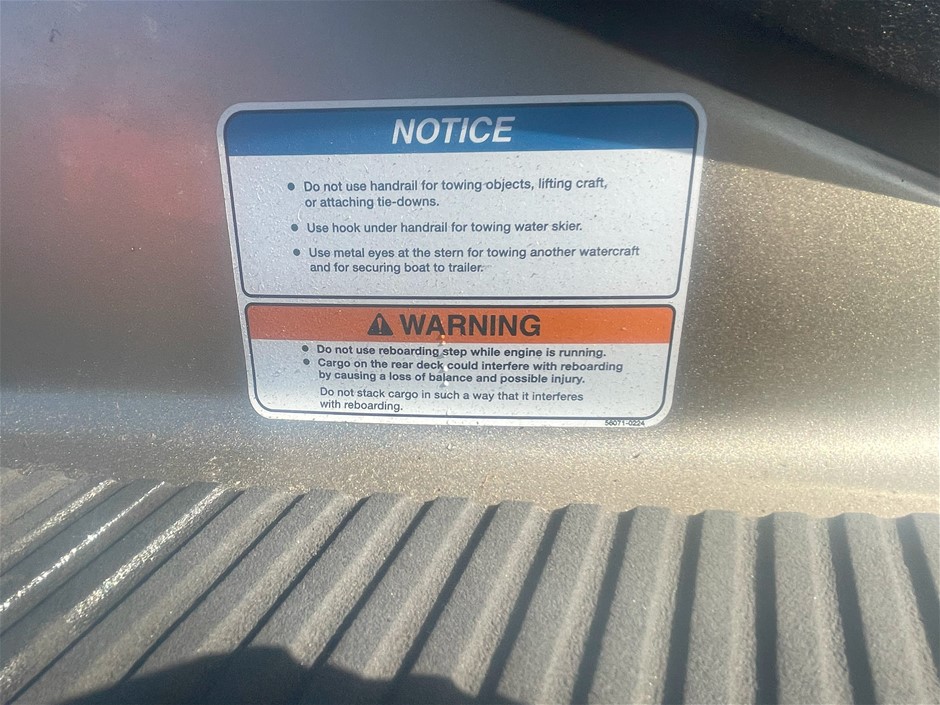 NOTICE
• Do not use handrail for towing objects, lifting craft,
or attaching tie-downs.
• Use hook under handrail for towing water skier.
• Use metal eyes at the stern for towing another watercraft
and for securing boat to trailer.
⚠ WARNING
• Do not use reboarding step while engine is running.
• Cargo on the rear deck could interfere with reboarding
by causing a loss of balance and possible injury.
Do not stack cargo in such a way that it interferes
with reboarding.
56071-0224